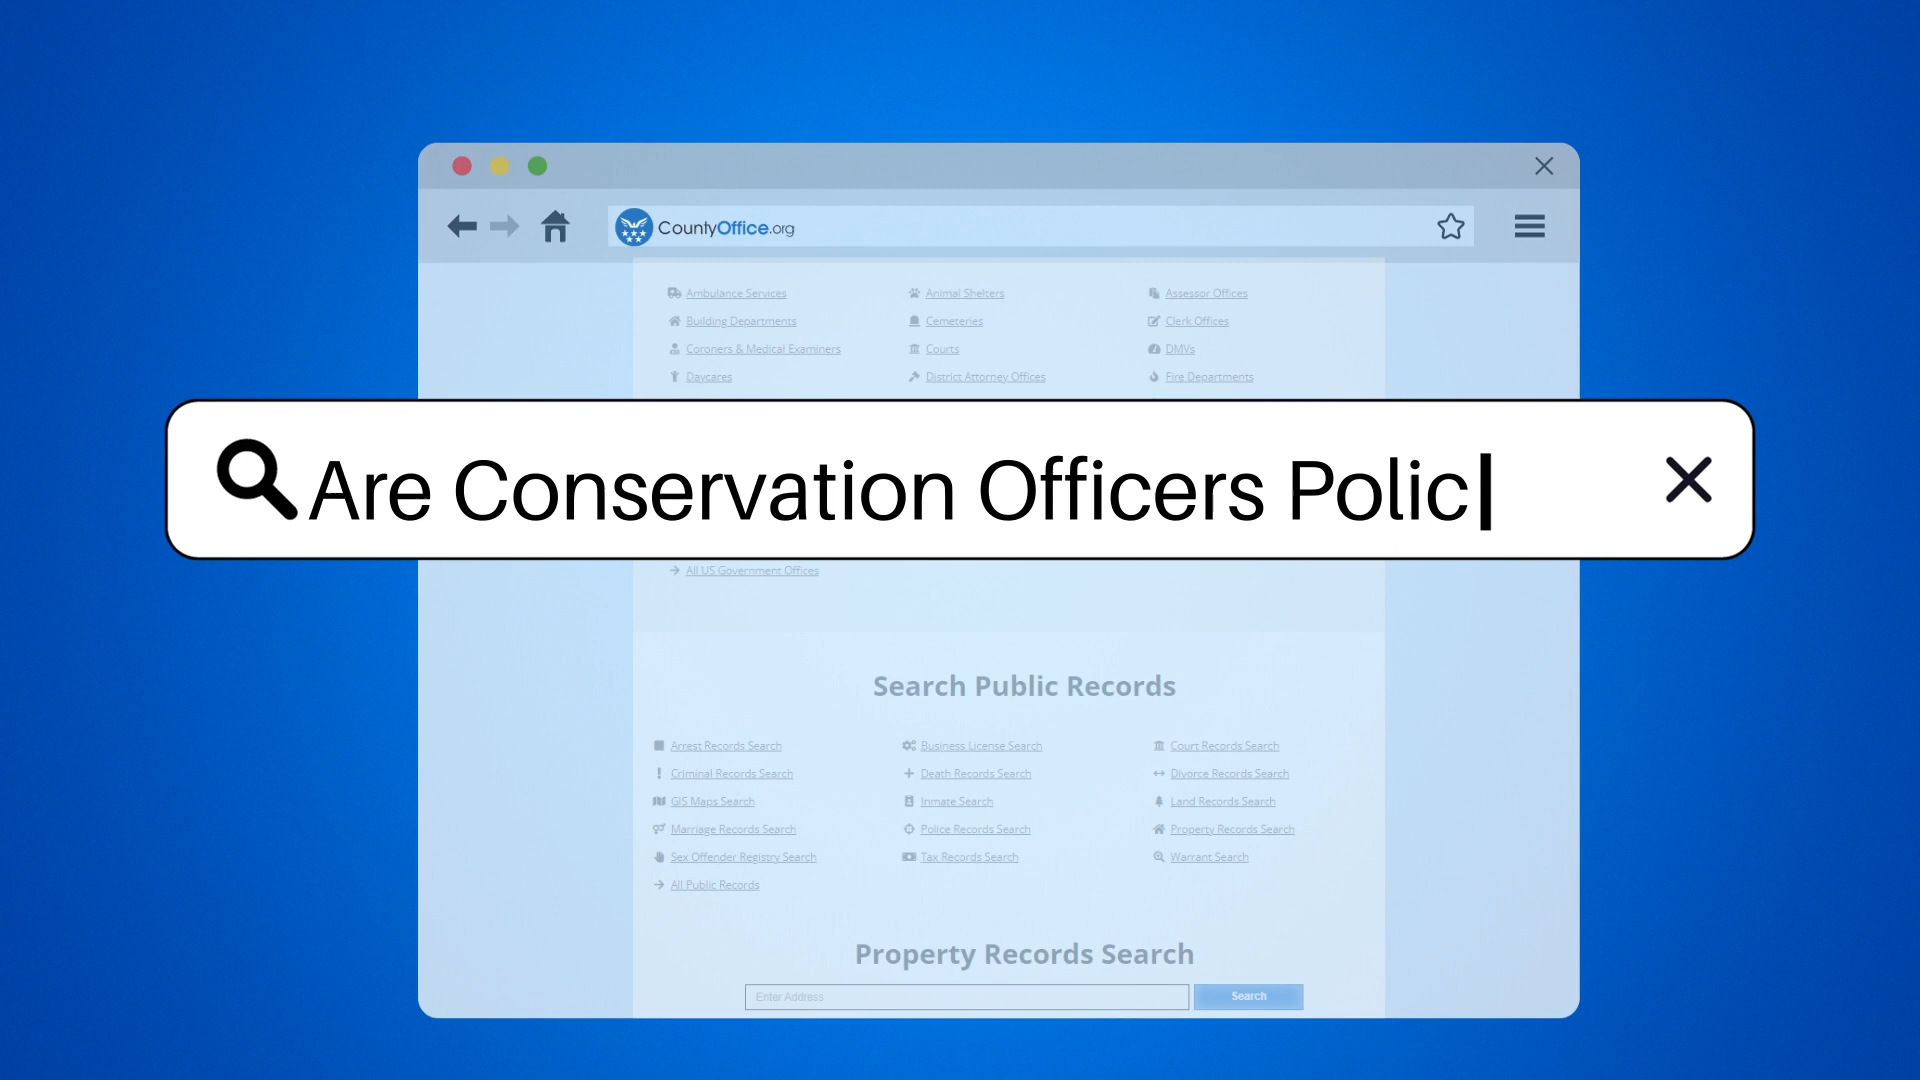 CountyOffice.org
Ambulance Services Animal Shelters Assessor Offices
Building Departments Cemeteries Clerk Offices
Coroners & Medical Examiners Courts DMVs
Daycares District Attorney Offices Fire Departments
Are Conservation Officers Polic
All US Government Offices
Search Public Records
Arrest Records Search Business License Search Court Records Search
Criminal Records Search Death Records Search Divorce Records Search
GIS Maps Search Inmate Search Land Records Search
Marriage Records Search Police Records Search Property Records Search
Sex Offender Registry Search Tax Records Search Warrant Search
All Public Records
Property Records Search
Enter Address Search